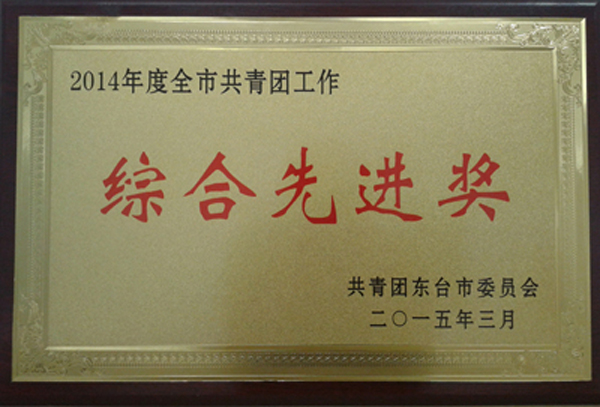 2014年度全市共青团工作
综合先进奖
共青团东台市委员会
二〇一五年三月